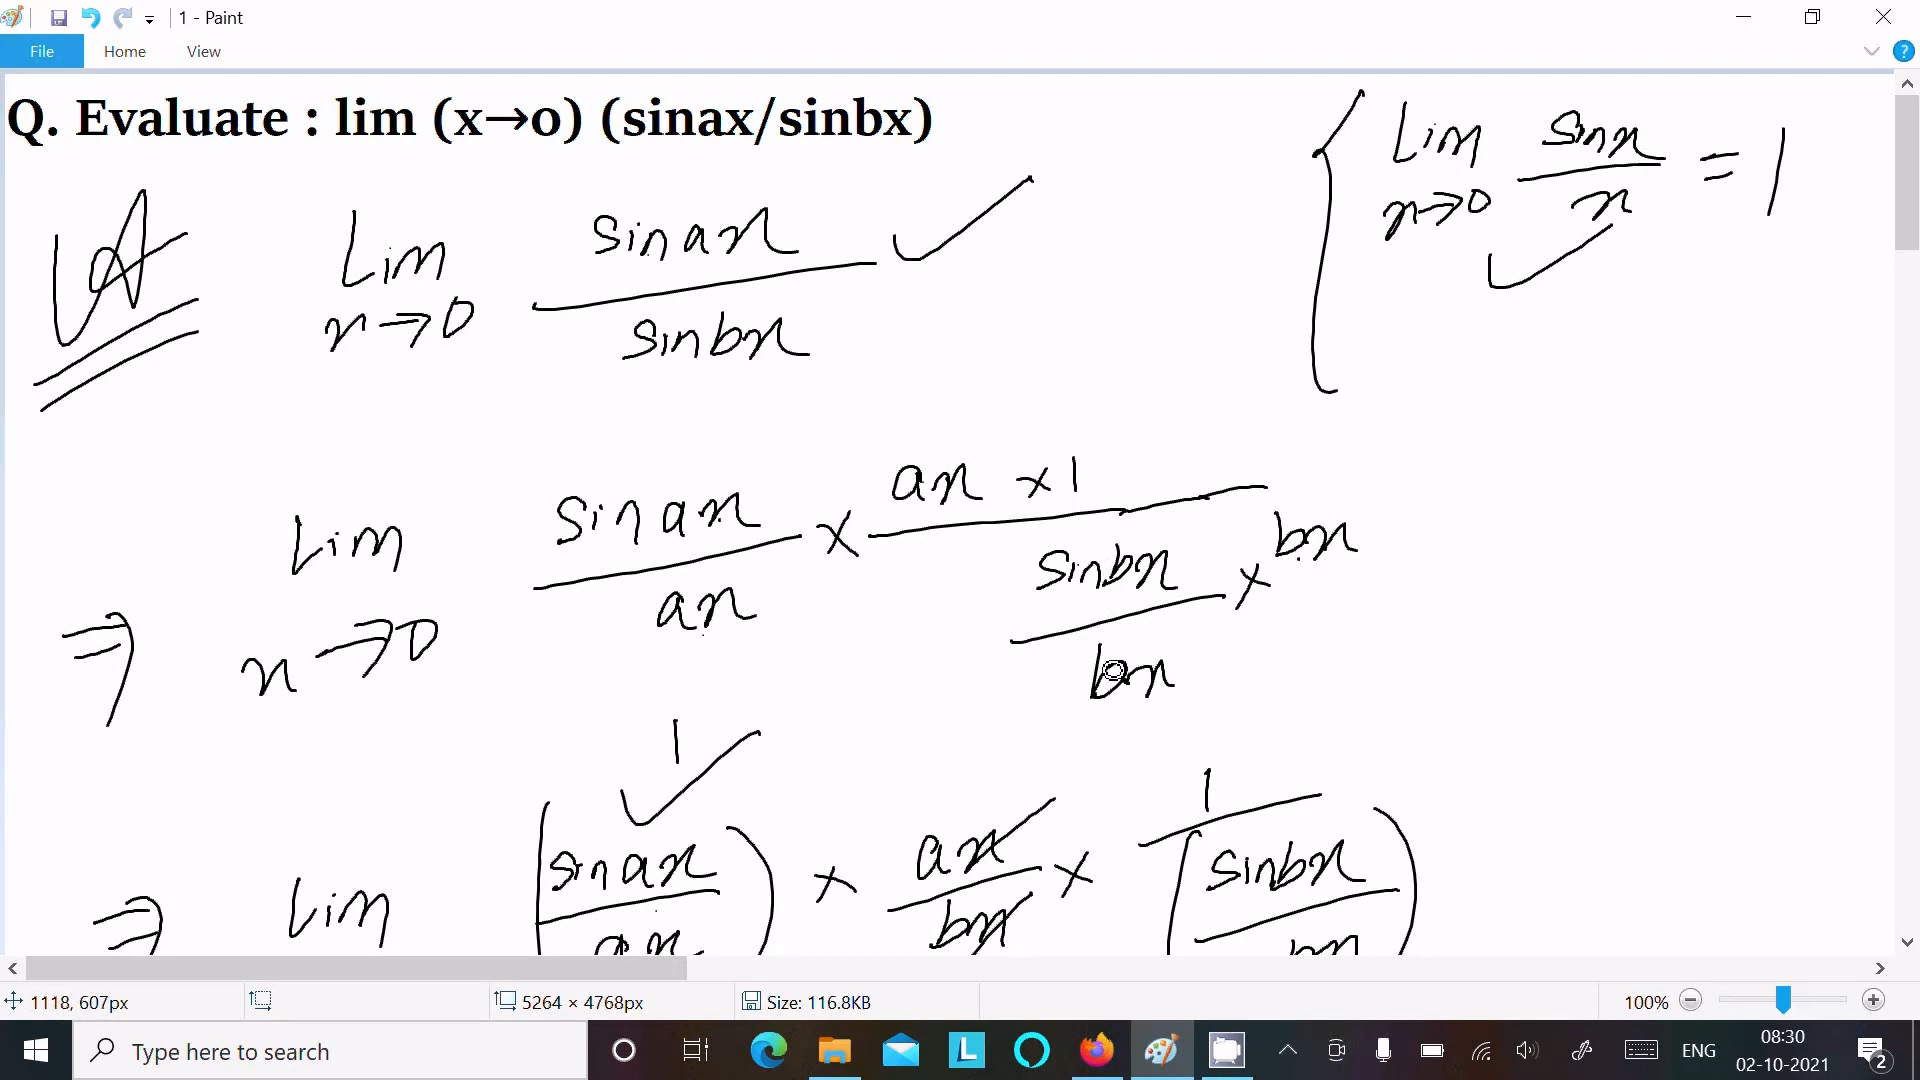 1 - Paint
File Home View
Q. Evaluate : lim (x→0) (sinax/sinbx)
Lim x→0 sinx/x = 1
Lim x→0 sinax/sinbx
⇒ Lim x→0 sinax/ax × ax × 1/(sinbx/bx × bx)
1
⇒ Lim (sinax/ax) × ax/bx × 1/(sinbx/bx)
1118, 607px 5264 × 4768px Size: 116.8KB 100%
Type here to search ENG 08:30
02-10-2021 2